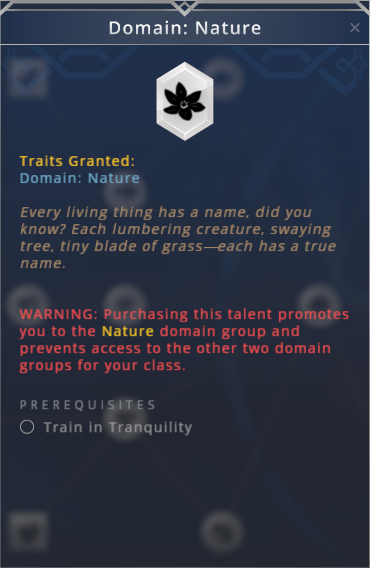 Domain: Nature
Traits Granted:
Domain: Nature
Every living thing has a name, did you
know? Each lumbering creature, swaying
tree, tiny blade of grass—each has a true
name.
WARNING: Purchasing this talent promotes
you to the Nature domain group and
prevents access to the other two domain
groups for your class.
PREREQUISITES
Train in Tranquility